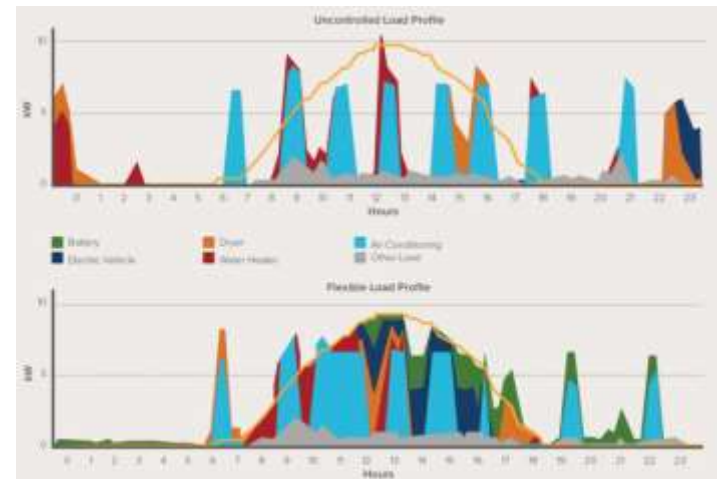 Uncontrolled Load Profile
10
kW
5
0
0 1 2 3 4 5 6 7 8 9 10 11 12 13 14 15 16 17 18 19 20 21 22 23
Hours
Battery Dryer Air Conditioning
Electric Vehicle Water Heater Other Load
Flexible Load Profile
10
kW
5
0
0 1 2 3 4 5 6 7 8 9 10 11 12 13 14 15 16 17 18 19 20 21 22 23
Hours